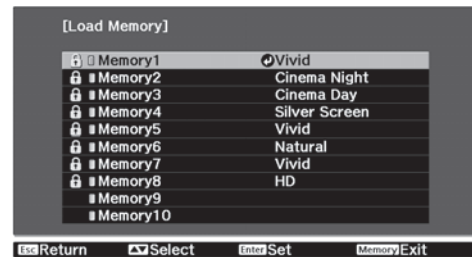 [Load Memory]
Memory1 Vivid
Memory2 Cinema Night
Memory3 Cinema Day
Memory4 Silver Screen
Memory5 Vivid
Memory6 Natural
Memory7 Vivid
Memory8 HD
Memory9
Memory10
Esc Return Select Enter Set Memory Exit